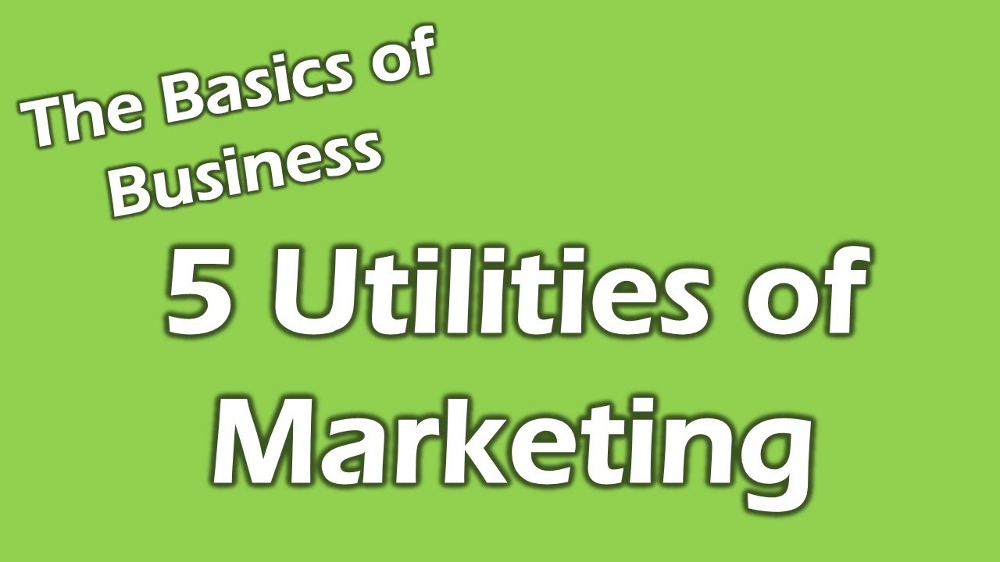 The Basics of
Business
5 Utilities of
Marketing